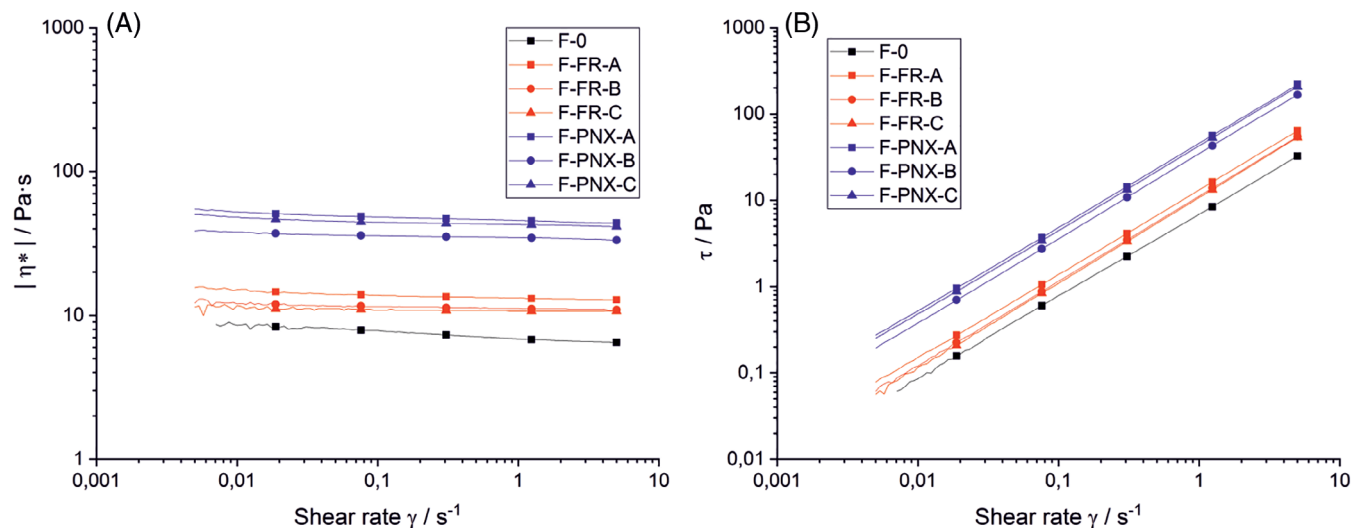 (A)
1000
100
10
1
| η* | / Pa·s
0,001
0,01
0,1
1
10
Shear rate γ / s-1
F-0
F-FR-A
F-FR-B
F-FR-C
F-PNX-A
F-PNX-B
F-PNX-C
(B)
1000
100
10
1
0,1
0,01
τ / Pa
0,001
0,01
0,1
1
10
Shear rate γ / s-1
F-0
F-FR-A
F-FR-B
F-FR-C
F-PNX-A
F-PNX-B
F-PNX-C